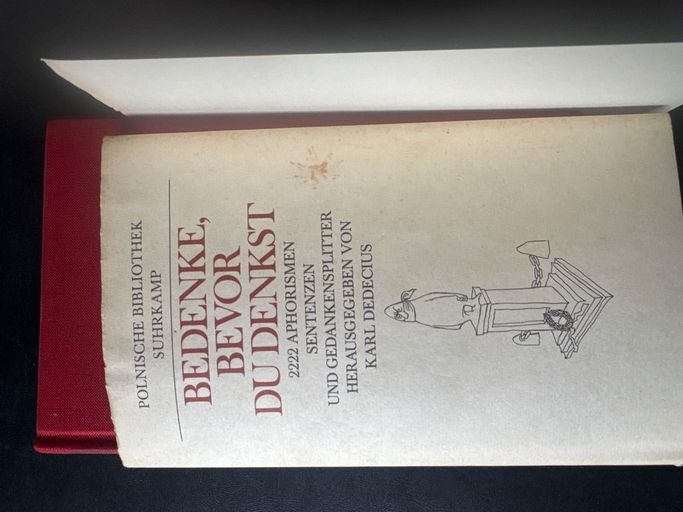 POLNISCHE BIBLIOTHEK
SUHRKAMP
BEDENKE,
BEVOR
DU DENKST
2222 APHORISMEN
SENTENZEN
UND GEDANKENSPLITTER
HERAUSGEGEBEN VON
KARL DEDECIUS